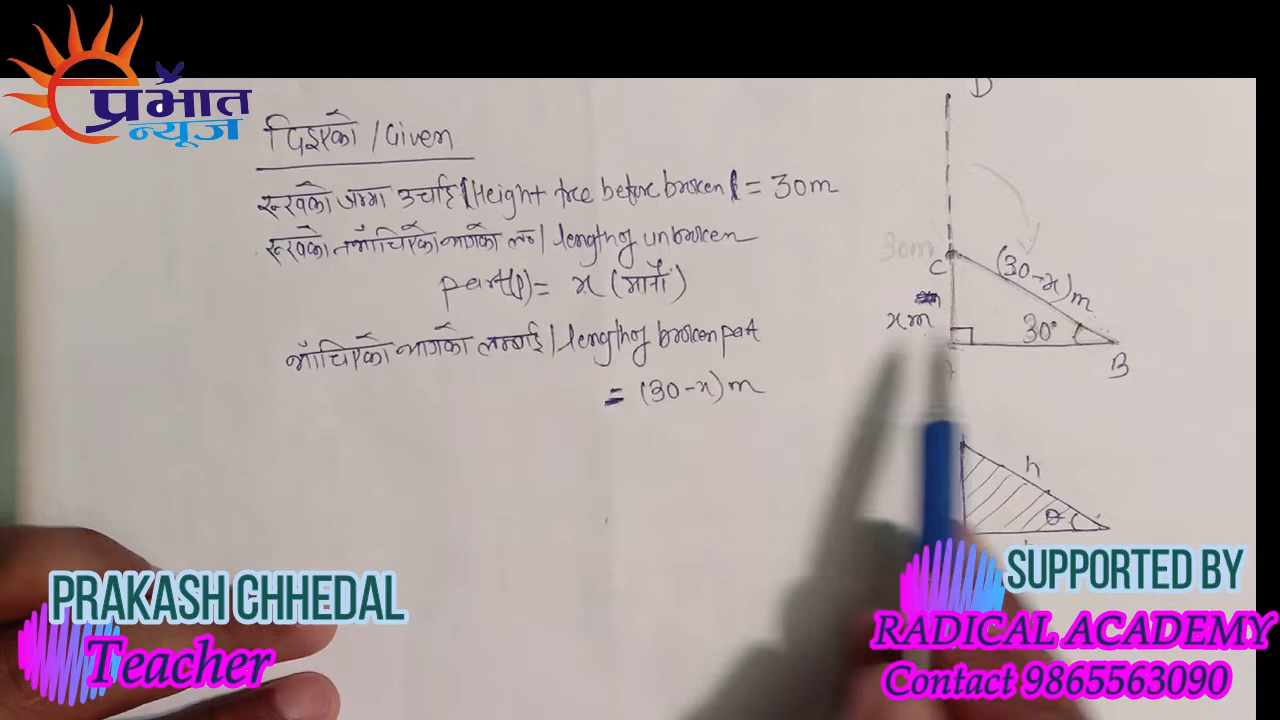 प्रभात
न्यूज
दिइएको / Given
रूखको जम्मा उचाई / Height tree before broken = 30m
रूखको नभाँचिएको भागको लम्बाई / length of unbroken
part(p) = x (मानौं)
भाँचिएको भागको लम्बाई / length of broken part
= (30-x)m
D
30m
C
(30-x)m
xm
30°
A
B
h
θ
PRAKASH CHHEDAL
Teacher
SUPPORTED BY
RADICAL ACADEMY
Contact 9865563090